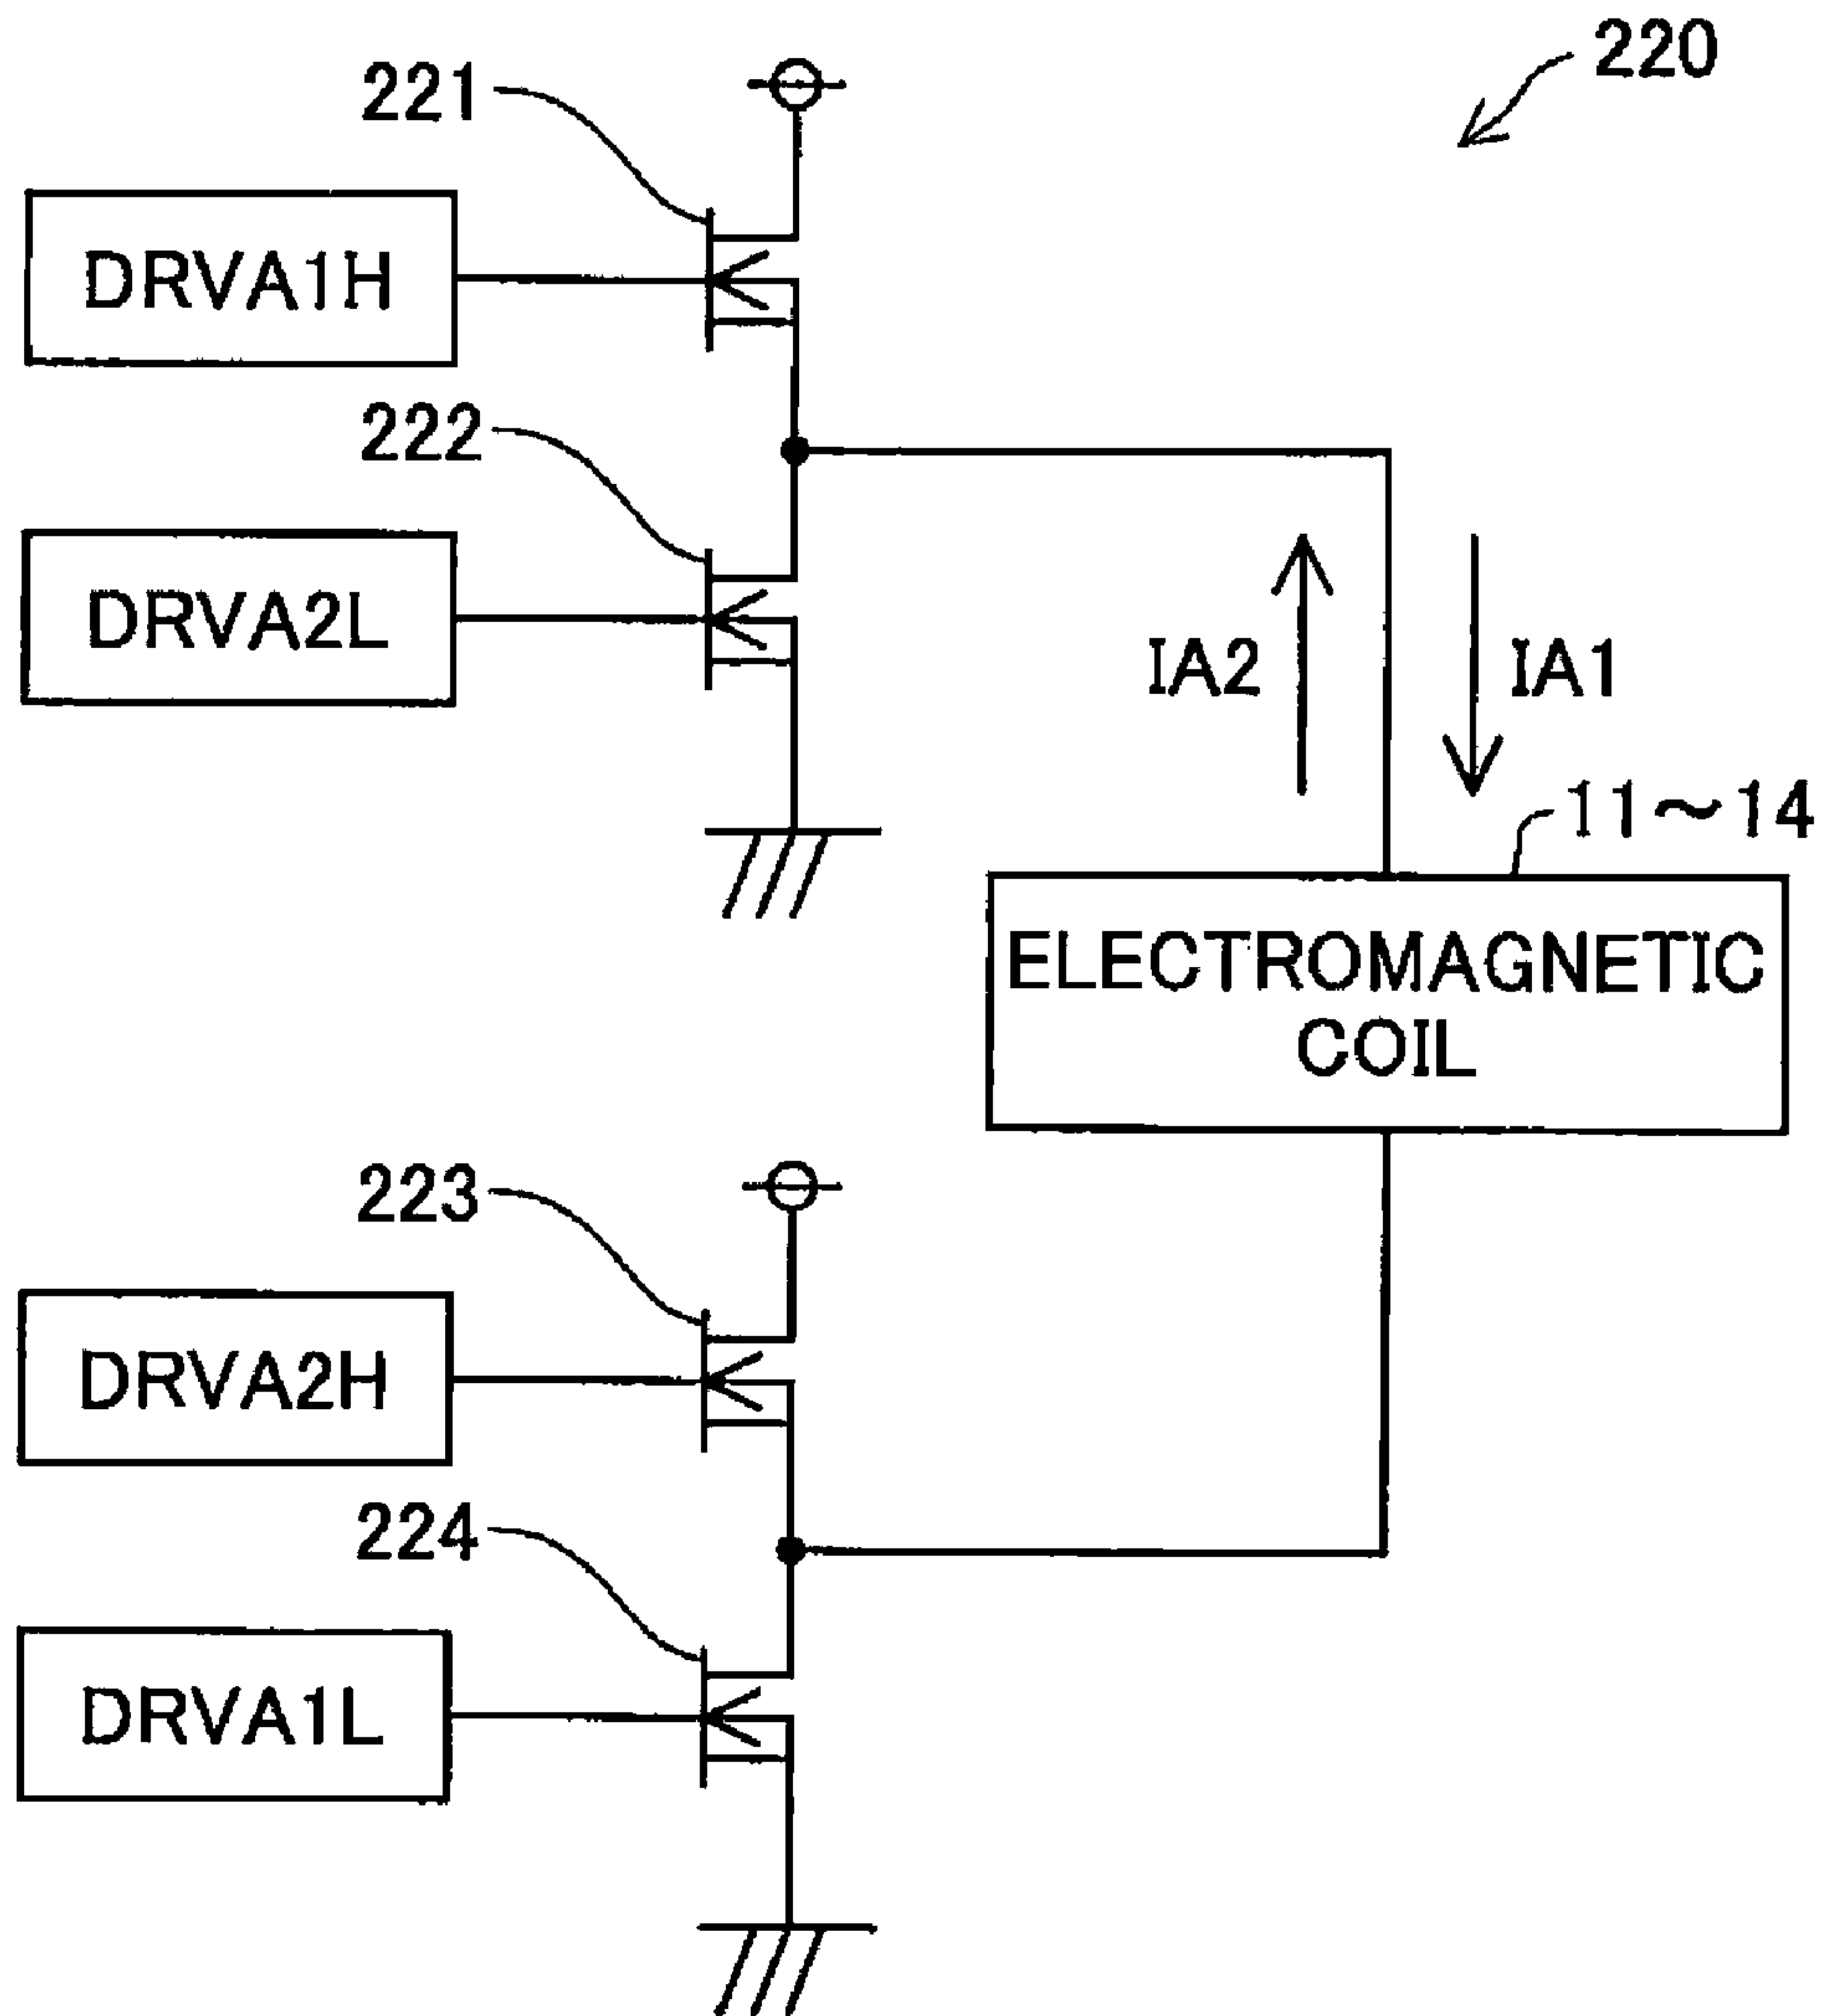 220
221
DRVA1H
222
DRVA2L
IA2
IA1
11～14
ELECTROMAGNETIC
COIL
223
DRVA2H
224
DRVA1L